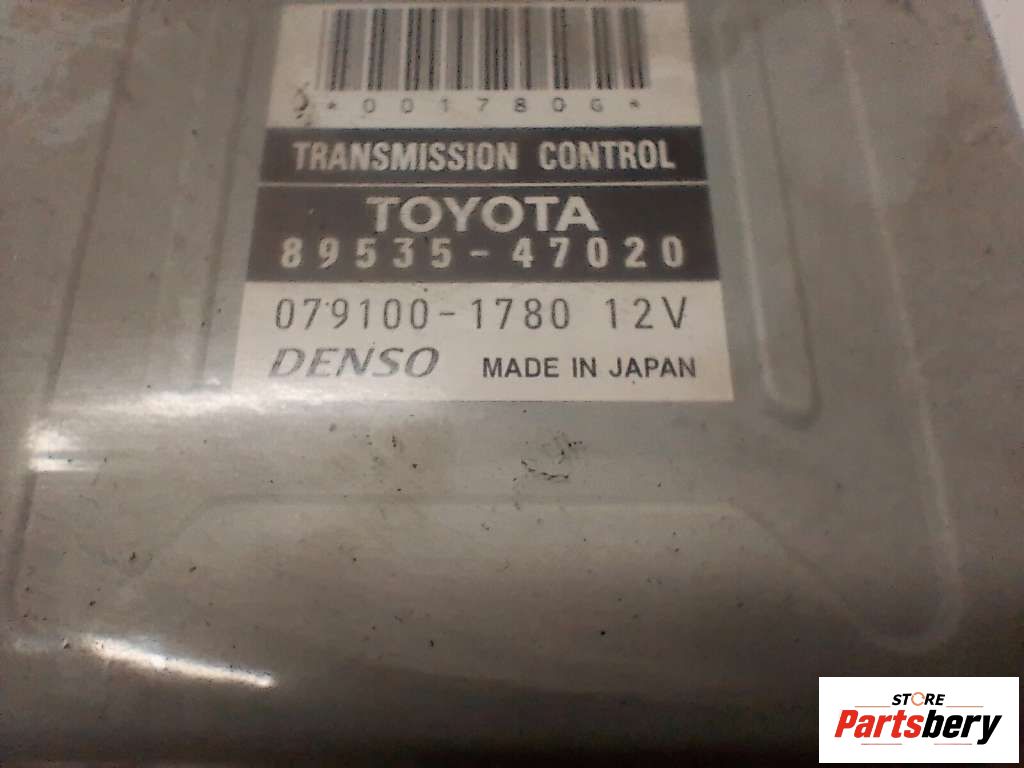 *001780G*
TRANSMISSION CONTROL
TOYOTA
89535-47020
079100-1780 12V
DENSO MADE IN JAPAN
STORE
Partsbery